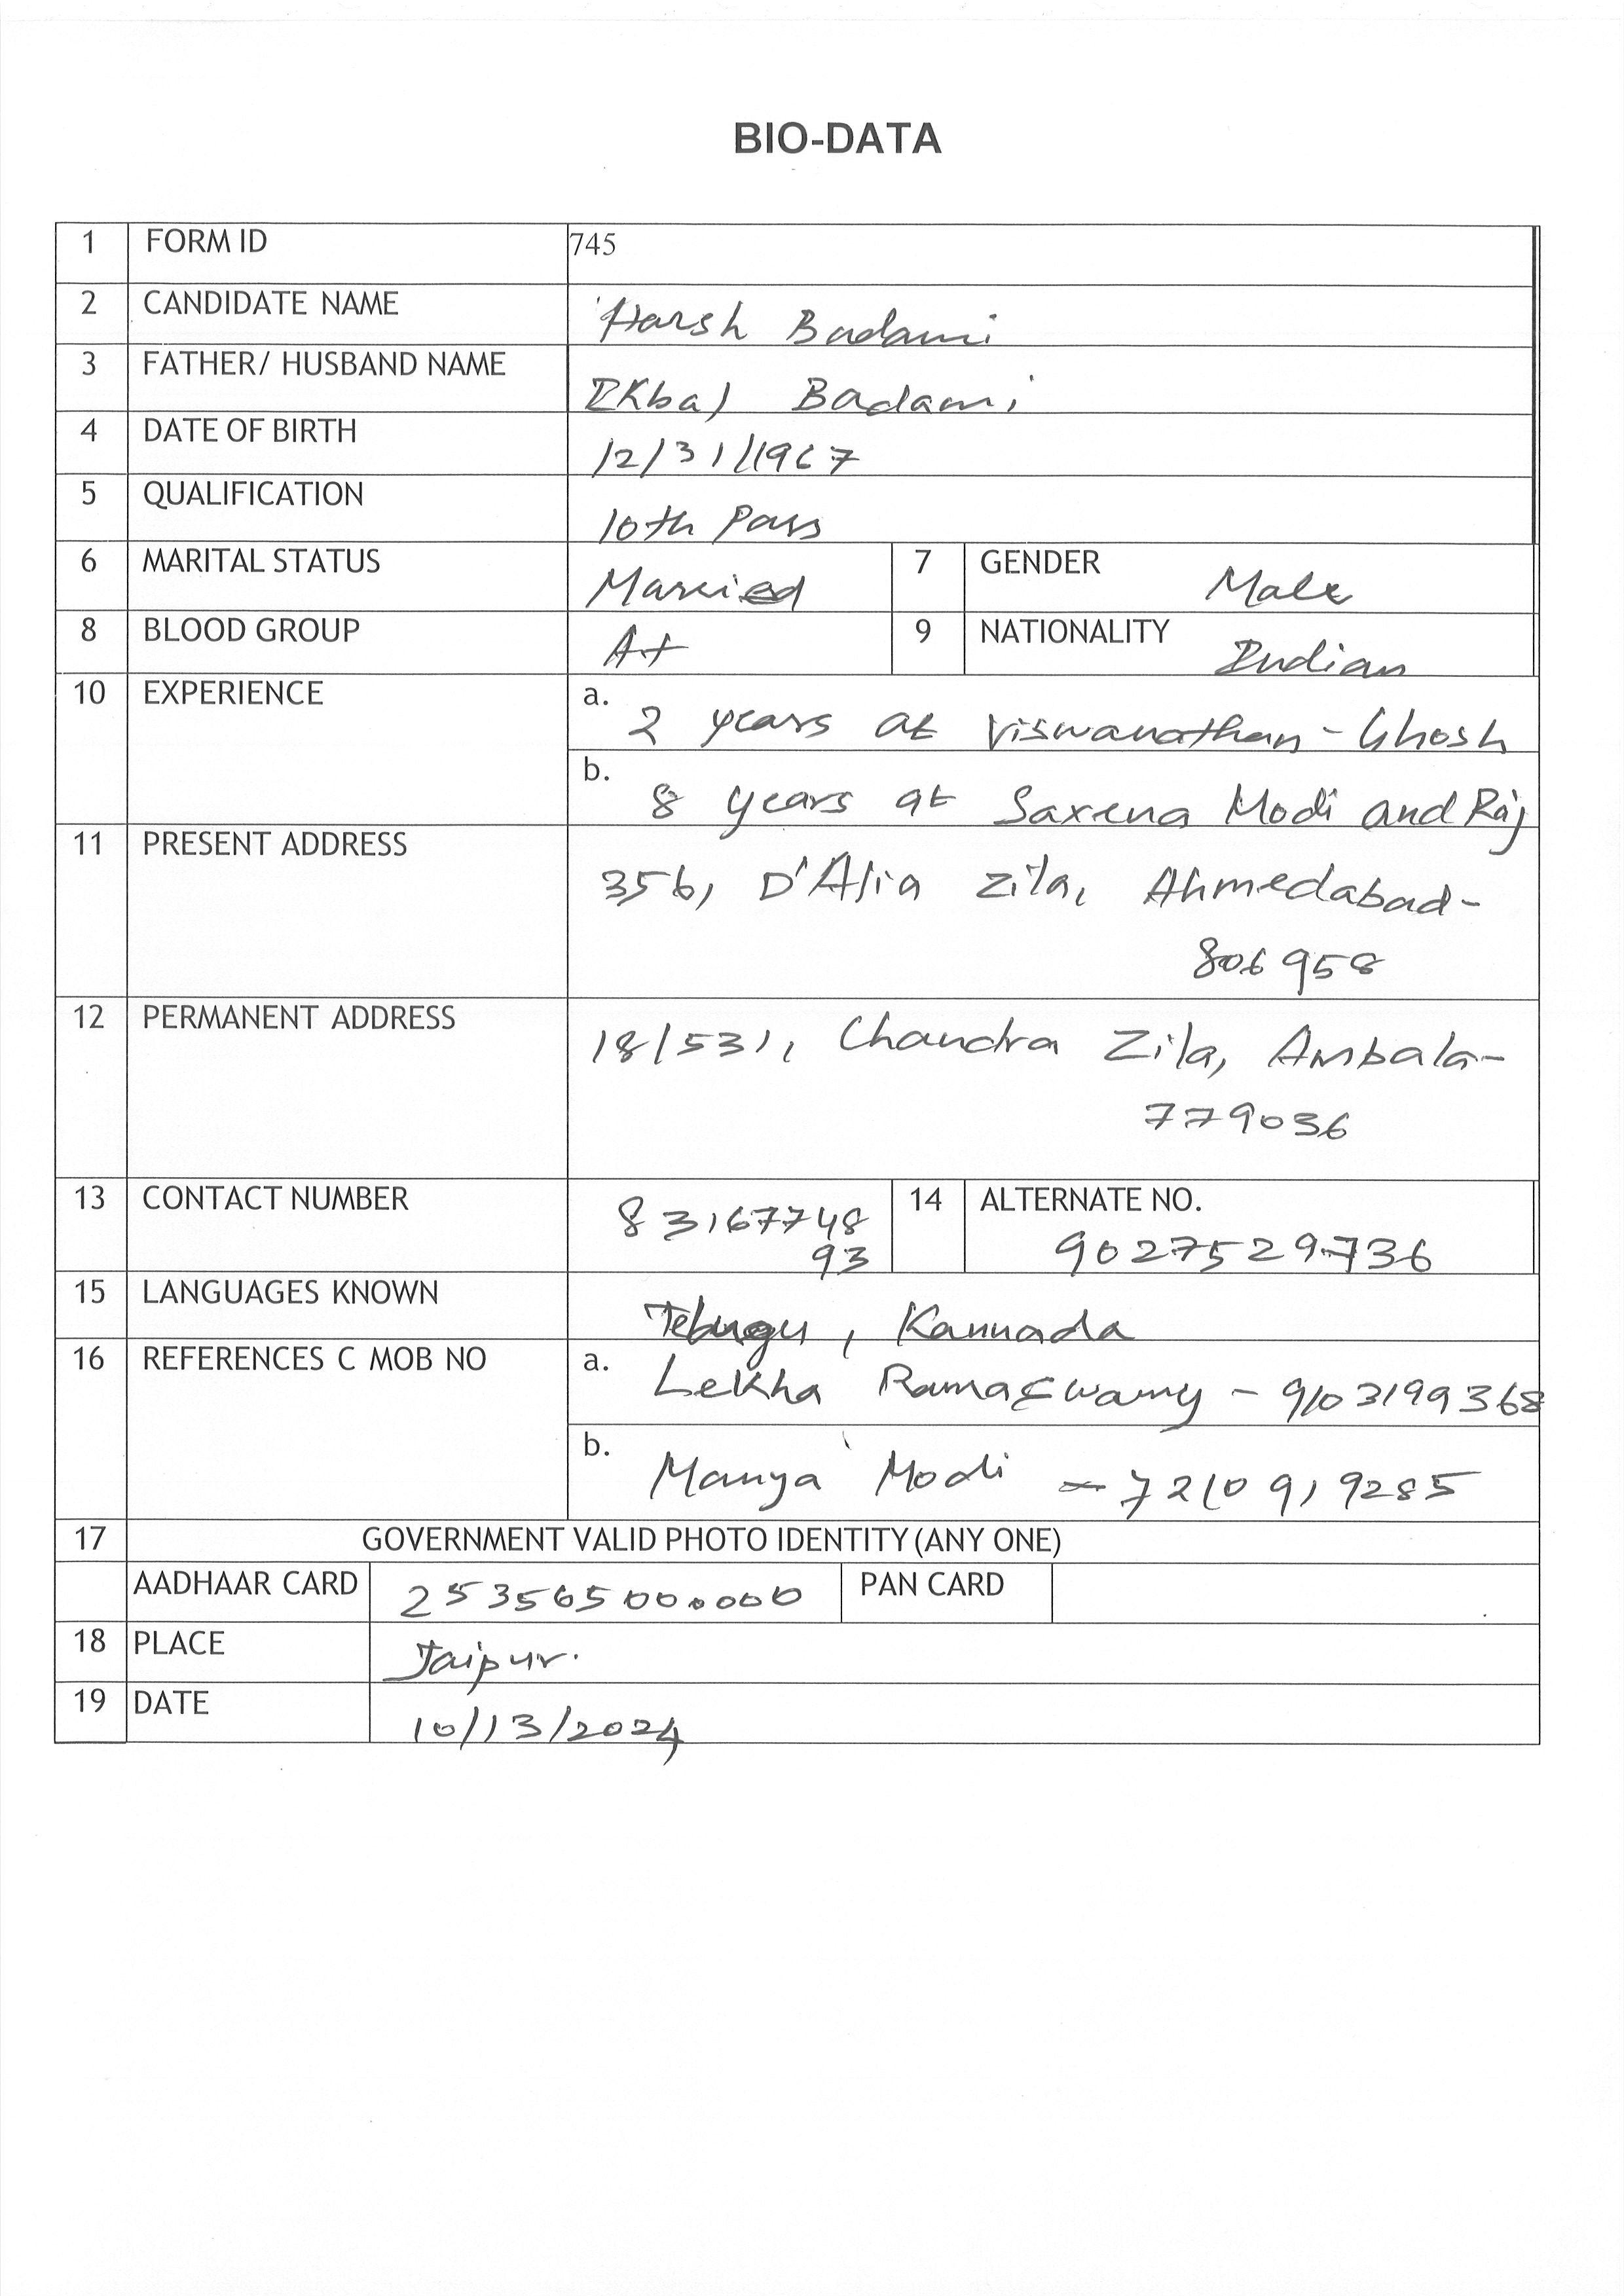 BIO-DATA
1 FORM ID 745
2 CANDIDATE NAME Harsh Badami
3 FATHER/ HUSBAND NAME Ikbal Badami
4 DATE OF BIRTH 12/31/1967
5 QUALIFICATION 10th Pass
6 MARITAL STATUS Married 7 GENDER Male
8 BLOOD GROUP A+ 9 NATIONALITY Indian
10 EXPERIENCE a. 2 years at Viswanathan-Ghosh
b. 8 years at Saxena Modi and Raj
11 PRESENT ADDRESS 356, D'Alia Zila, Ahmedabad-
806958
12 PERMANENT ADDRESS 18/531, Chandra Zila, Ambala-
779036
13 CONTACT NUMBER 83167748 14 ALTERNATE NO.
93 9027529736
15 LANGUAGES KNOWN Telugu, Kannada
16 REFERENCES C MOB NO a. Lekha Ramaswamy - 9103199368
b. Manya Modi - 7210919285
17 GOVERNMENT VALID PHOTO IDENTITY (ANY ONE)
AADHAAR CARD 253565000000 PAN CARD
18 PLACE Jaipur.
19 DATE 10/13/2024